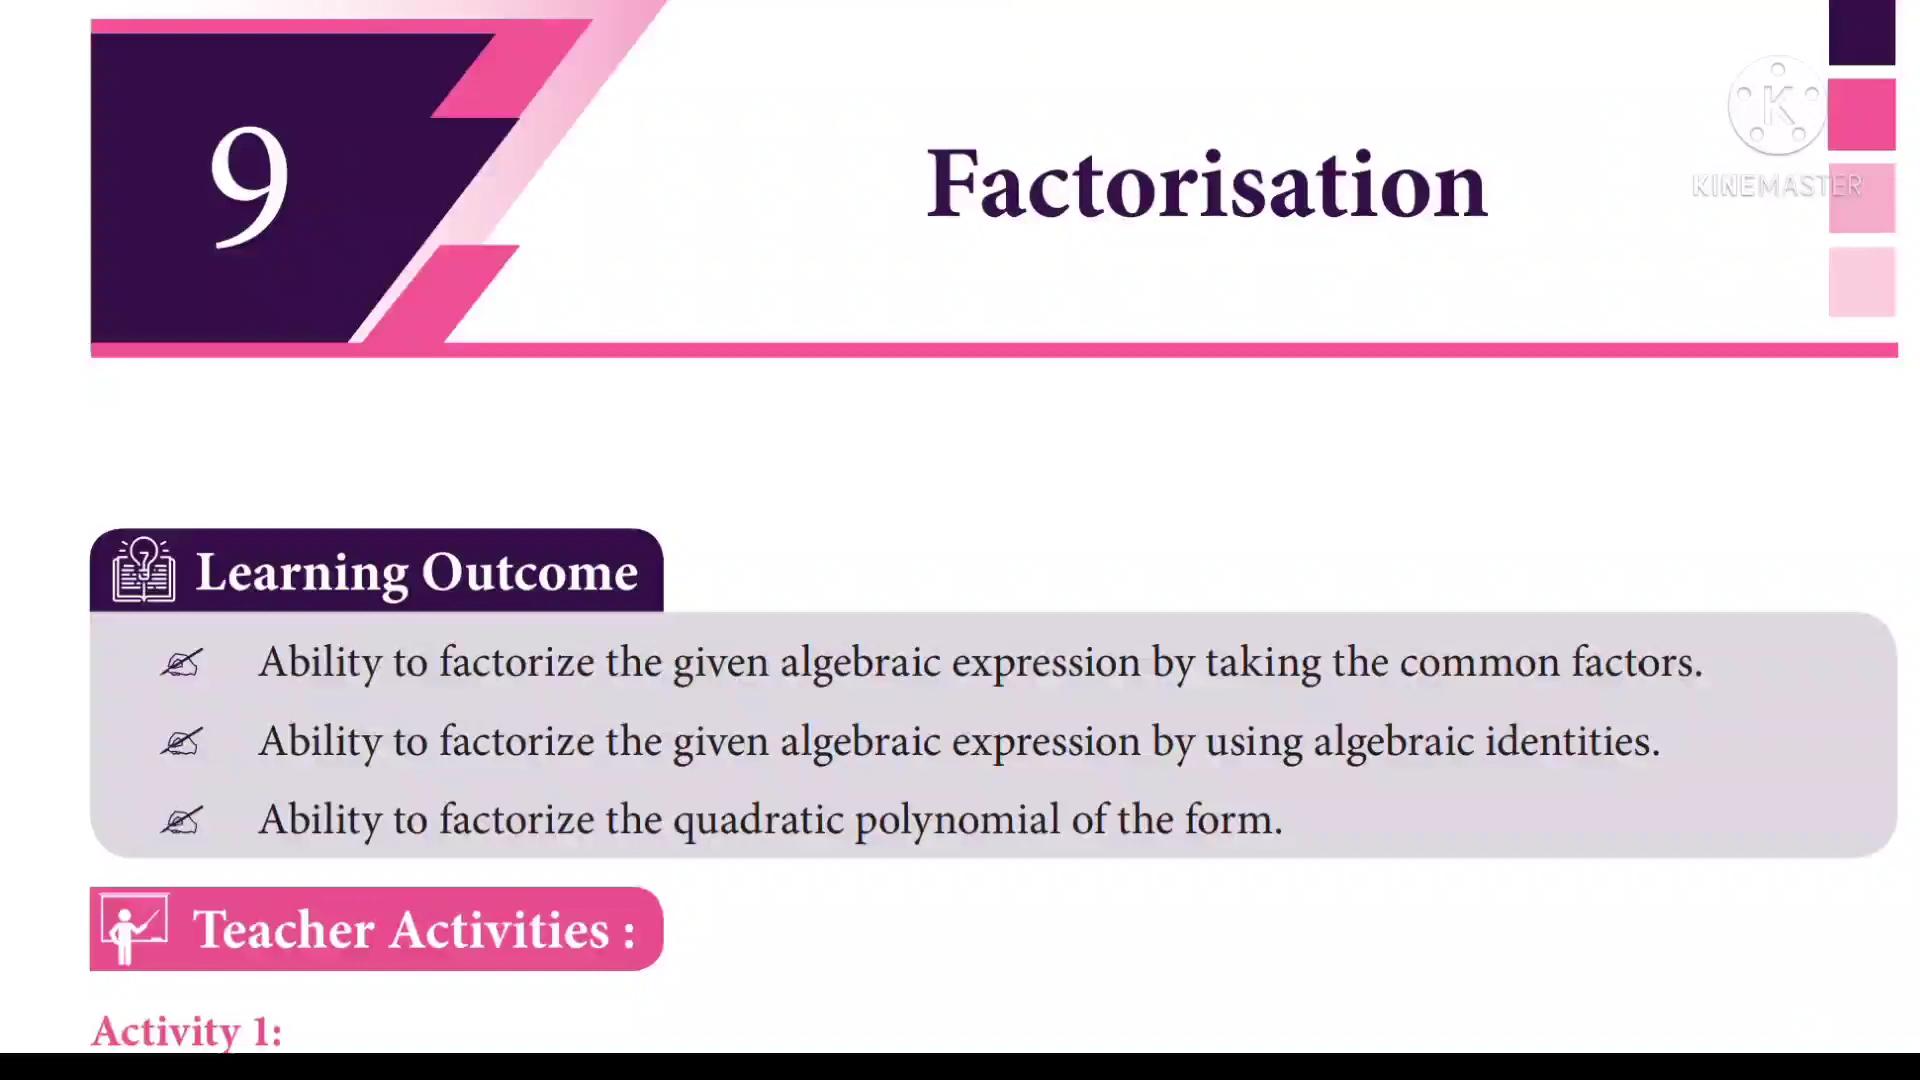 9
Factorisation
K
KINEMASTER
Learning Outcome
Ability to factorize the given algebraic expression by taking the common factors.
Ability to factorize the given algebraic expression by using algebraic identities.
Ability to factorize the quadratic polynomial of the form.
Teacher Activities :
Activity 1: